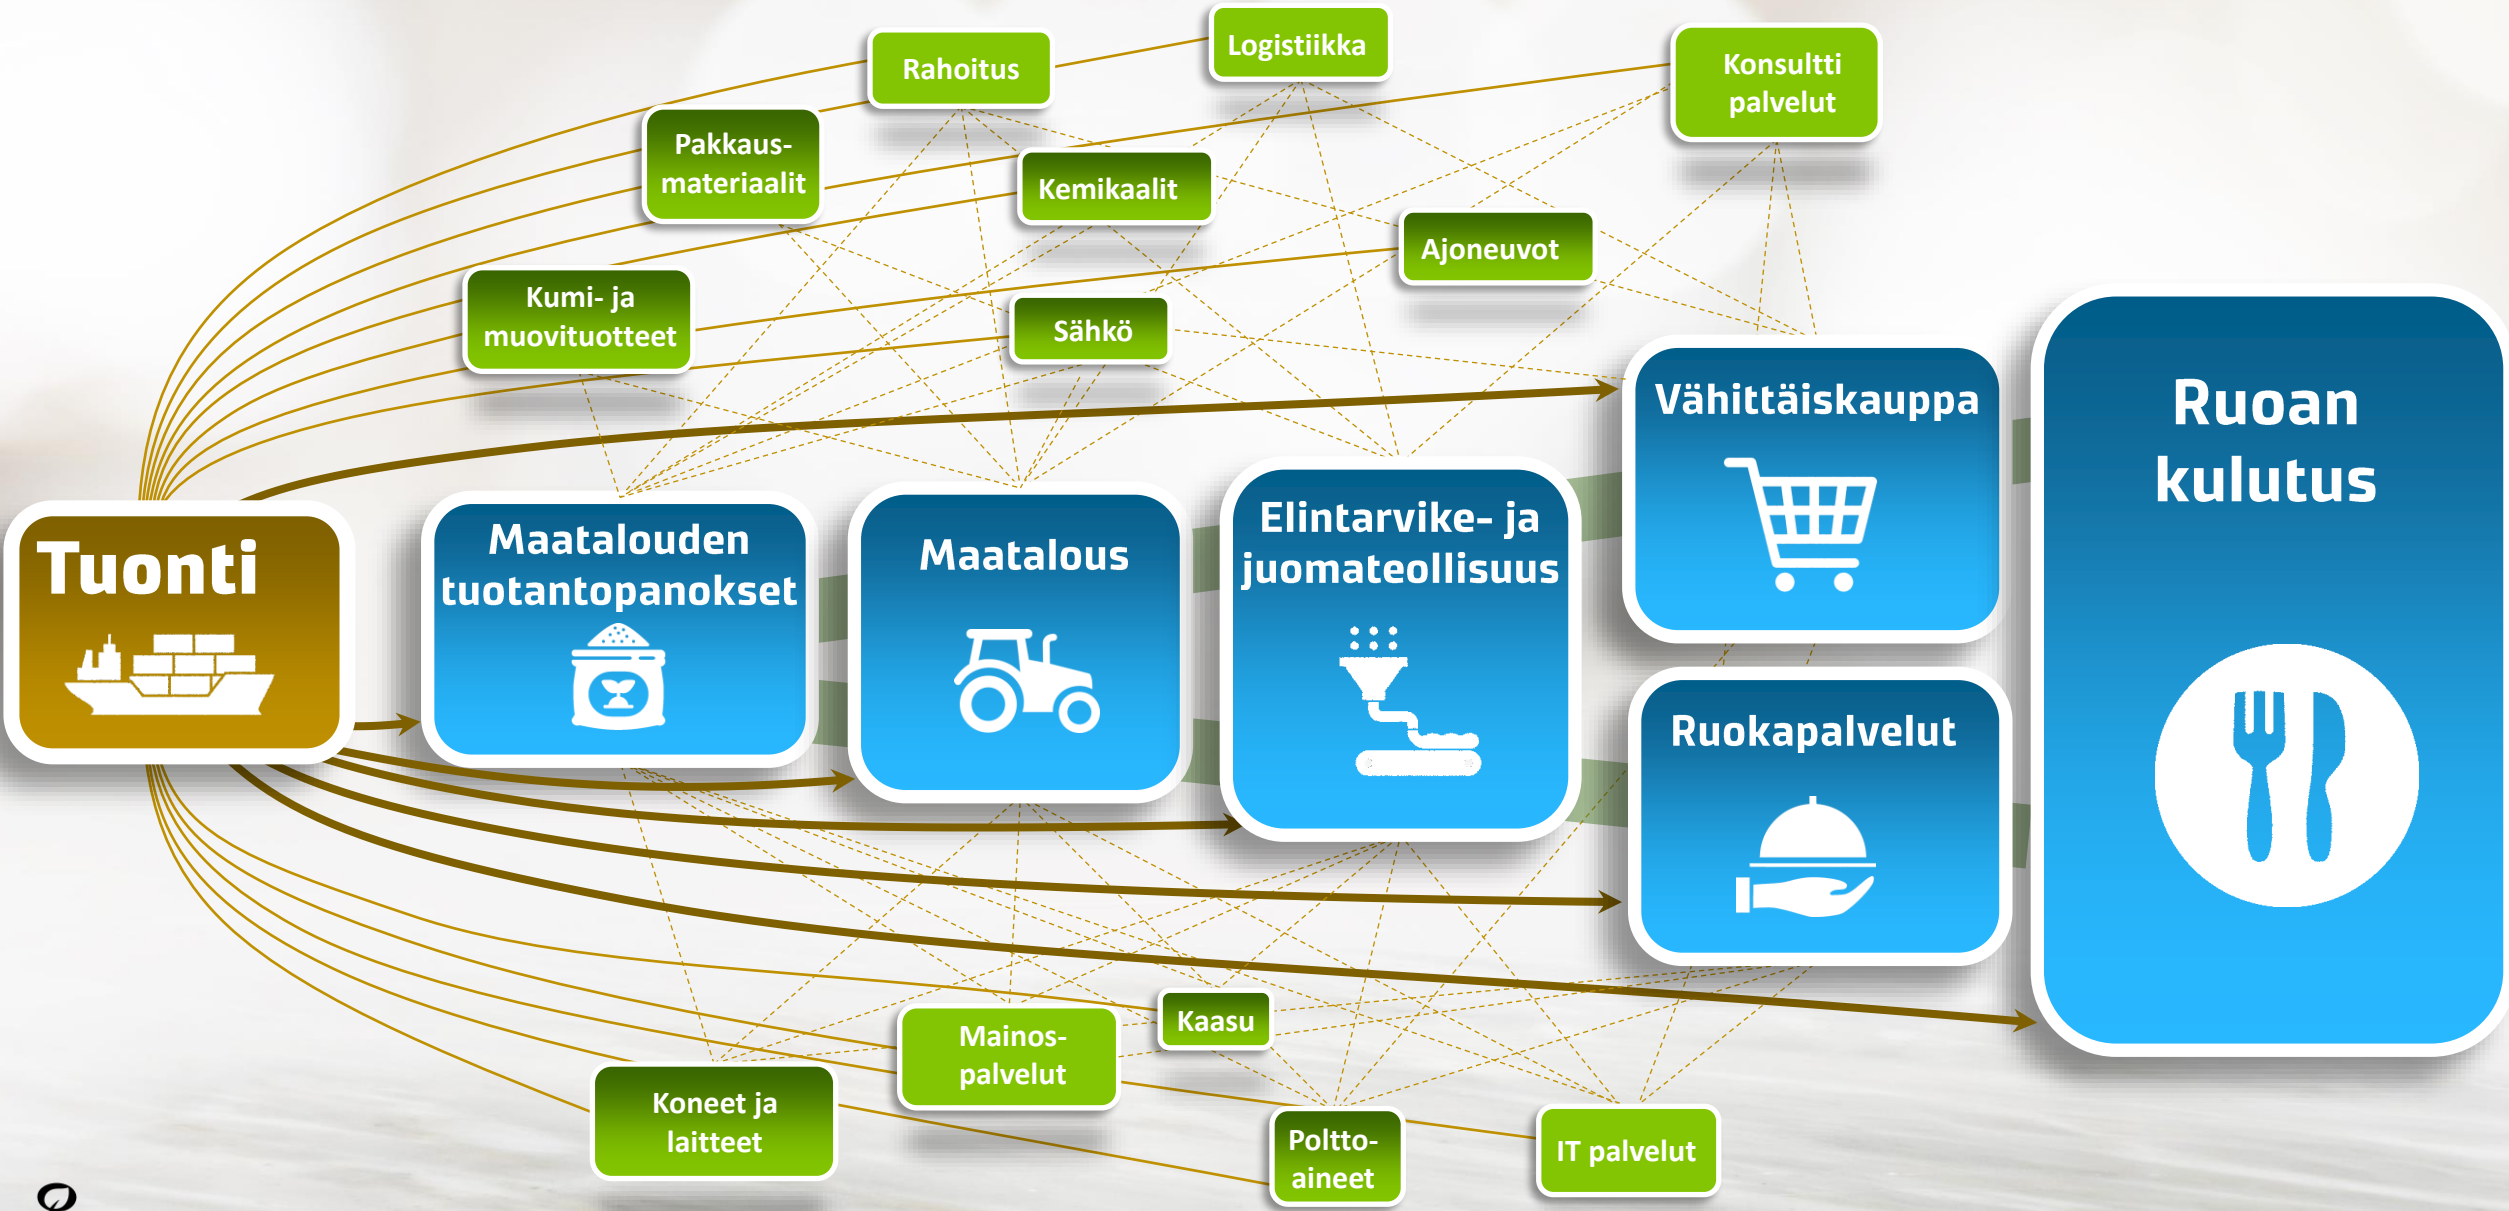 Logistiikka
Rahoitus
Konsultti
palvelut
Pakkaus-
materiaalit
Kemikaalit
Ajoneuvot
Kumi- ja
muovituotteet
Sähkö
Vähittäiskauppa
Ruoan
kulutus
Tuonti
Maatalouden
tuotantopanokset
Maatalous
Elintarvike- ja
juomateollisuus
Ruokapalvelut
Mainos-
palvelut
Kaasu
Koneet ja
laitteet
Poltto-
aineet
IT palvelut